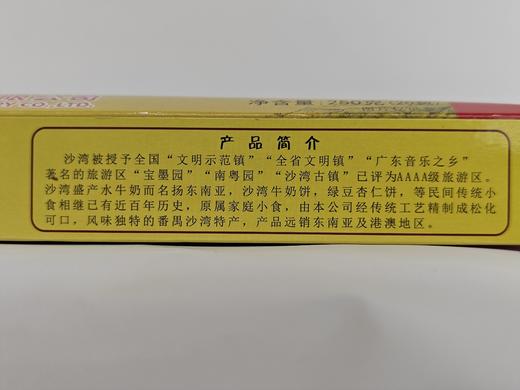 Y CO.,LTD.
净含量:250克
产品简介
沙湾被授予全国“文明示范镇”“全省文明镇”“广东音乐之乡”
著名的旅游区“宝墨园”“南粤园”“沙湾古镇”已评为AAAA级旅游区。
沙湾盛产水牛奶而名扬东南亚,沙湾牛奶饼,绿豆杏仁饼,等民间传统小
食相继已有近百年历史,原属家庭小食,由本公司经传统工艺精制成松化
可口,风味独特的番禺沙湾特产,产品远销东南亚及港澳地区。